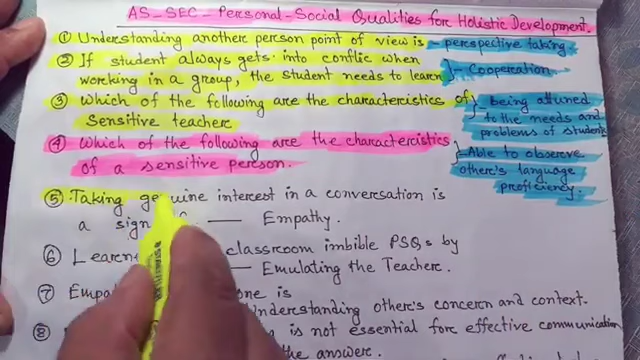 AS-SEC- Personal-Social Qualities for Holistic Development.
① Understanding another person point of view is - perspective taking
② If student always gets into conflic when
working in a group, the student needs to learn - Cooperation
③ Which of the following are the characteristics of
Sensitive teacher
- being attuned
to the needs and
problems of students
④ Which of the following are the characteristics
of a sensitive person.
- Able to observe
other's language
proficiency.
⑤ Taking genuine interest in a conversation is
a sign — Empathy.
⑥ classroom imbible PSQs by
— Emulating the Teacher.
⑦ is
Understanding other's concern and context.
⑧ is not essential for effective communication
the answer.